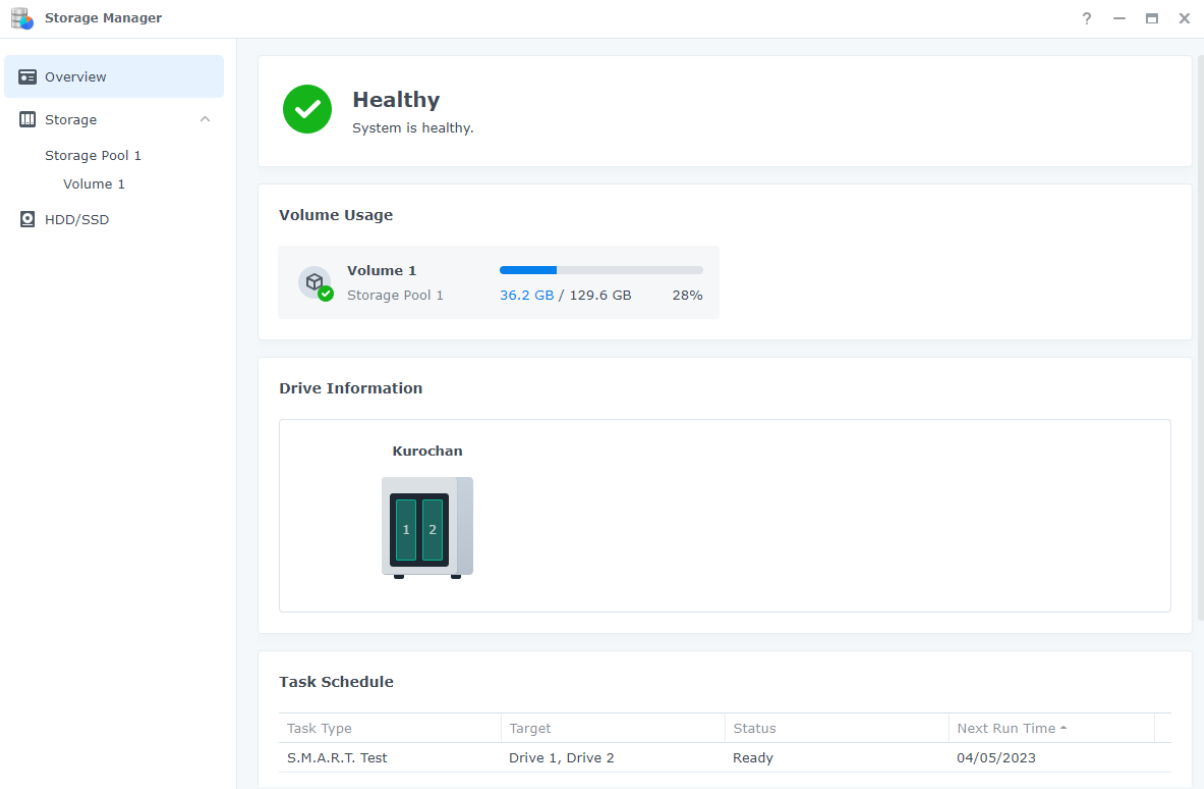 Storage Manager
?
Overview
Storage
Storage Pool 1
Volume 1
HDD/SSD
Healthy
System is healthy.
Volume Usage
Volume 1
Storage Pool 1
36.2 GB / 129.6 GB 28%
Drive Information
Kurochan
1 2
Task Schedule
Task Type Target Status Next Run Time
S.M.A.R.T. Test Drive 1, Drive 2 Ready 04/05/2023